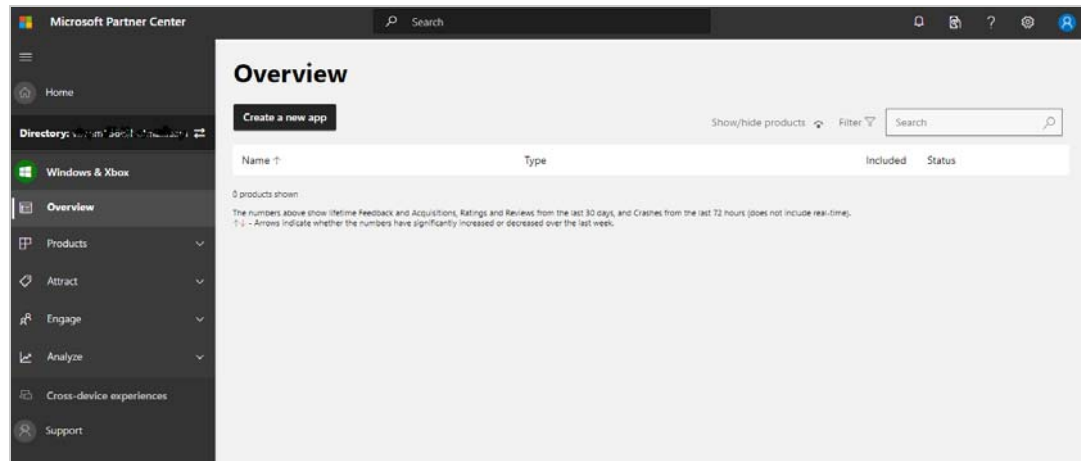 Microsoft Partner Center
Search
Home
Directory:
Windows & Xbox
Overview
Products
Attract
Engage
Analyze
Cross-device experiences
Support
Overview
Create a new app
Show/hide products Filter Search
Name ↑ Type Included Status
0 products shown
The numbers above show lifetime Feedback and Acquisitions, Ratings and Reviews from the last 30 days, and Crashes from the last 72 hours (does not include real-time).
↑↓ - Arrows indicate whether the numbers have significantly increased or decreased over the last week.